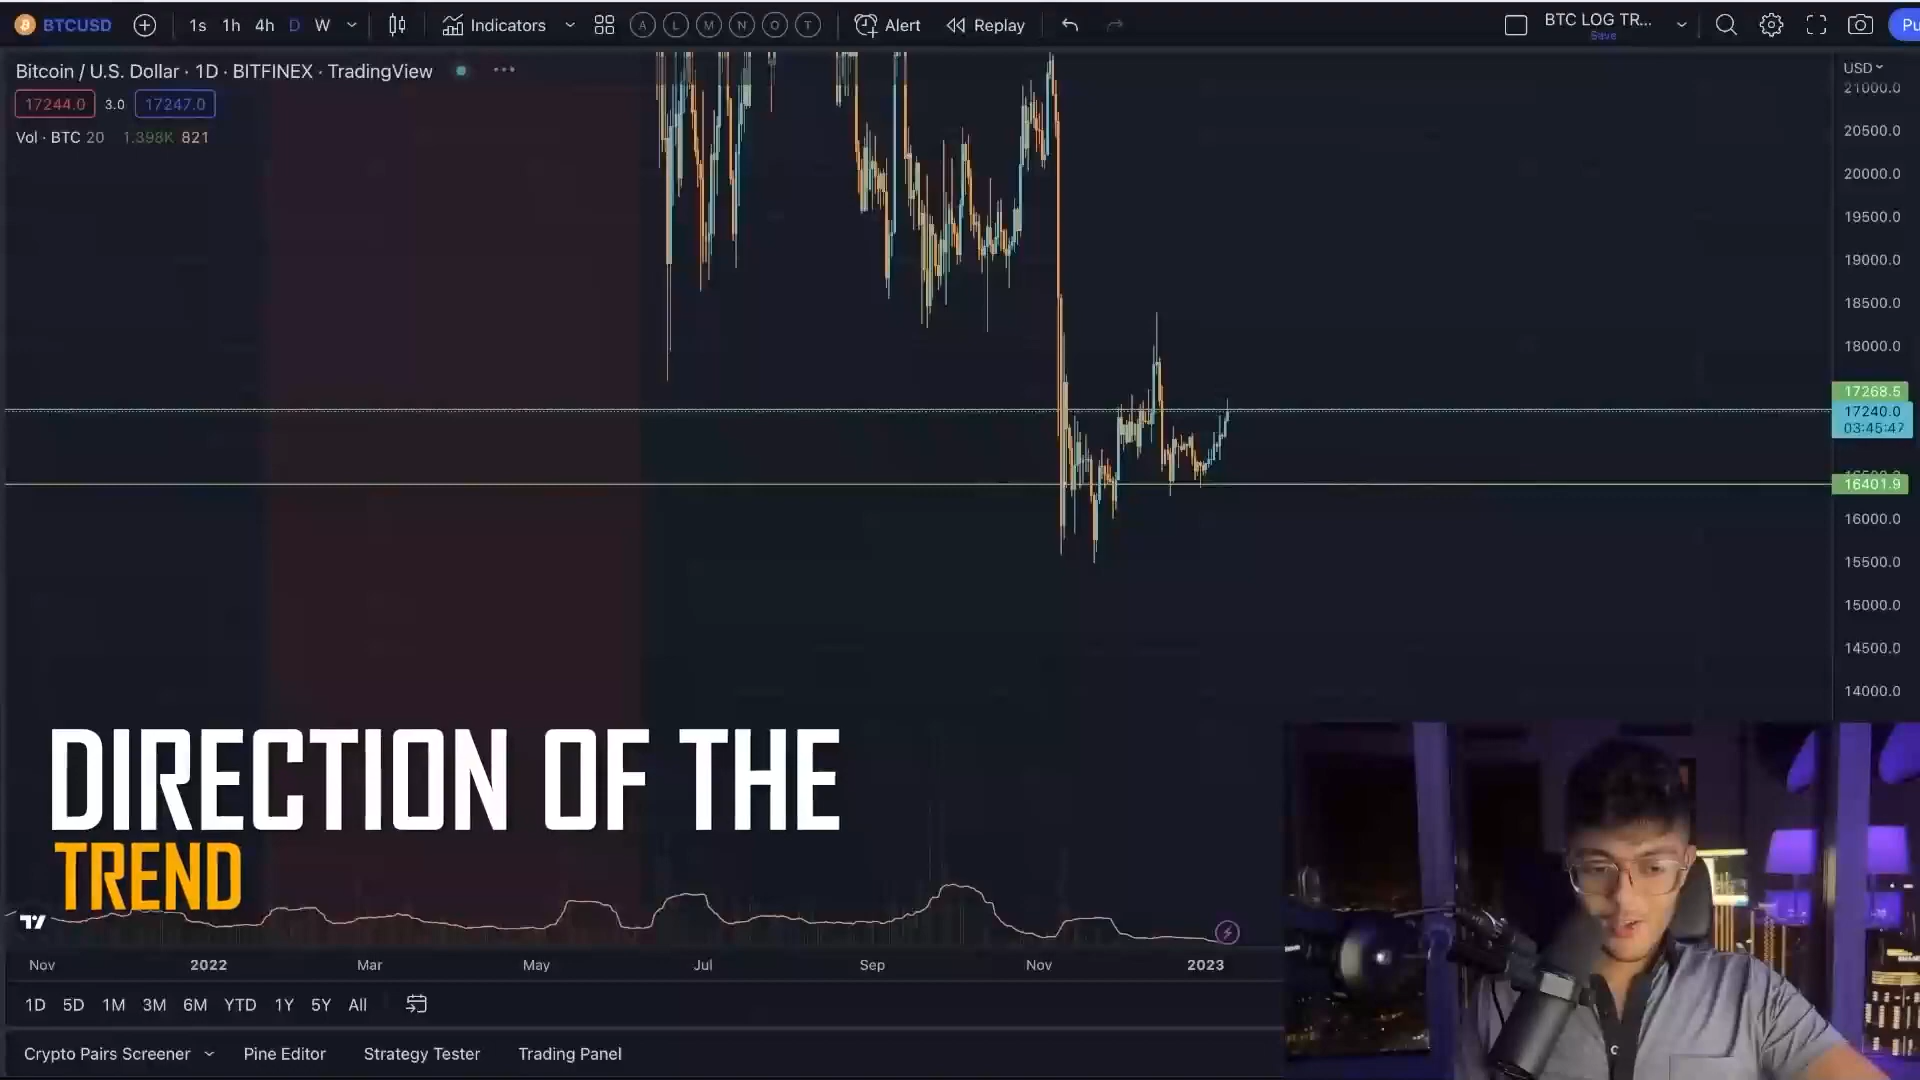 BTCUSD 1s 1h 4h D W Indicators A L M N O T Alert Replay BTC LOG TR...
Save
Pu
Bitcoin / U.S. Dollar · 1D · BITFINEX · TradingView
17244.0 3.0 17247.0
Vol · BTC 20 1.398K 821
USD
21000.0
20500.0
20000.0
19500.0
19000.0
18500.0
18000.0
17268.5
17240.0
03:45:47
16401.9
16000.0
15500.0
15000.0
14500.0
14000.0
DIRECTION OF THE
TREND
Nov 2022 Mar May Jul Sep Nov 2023
1D 5D 1M 3M 6M YTD 1Y 5Y All
Crypto Pairs Screener Pine Editor Strategy Tester Trading Panel